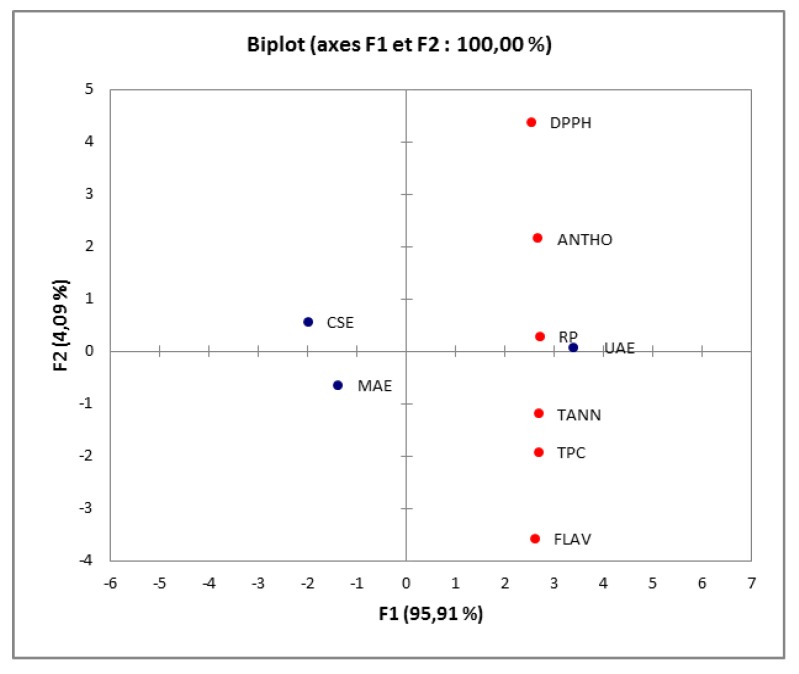 Biplot (axes F1 et F2 : 100,00 %)
5
DPPH
4
3
ANTHO
2
1
CSE
RP
UAE
0
MAE
-1
TANN
TPC
-2
-3
FLAV
-4
F2 (4,09 %)
-6 -5 -4 -3 -2 -1 0 1 2 3 4 5 6 7
F1 (95,91 %)